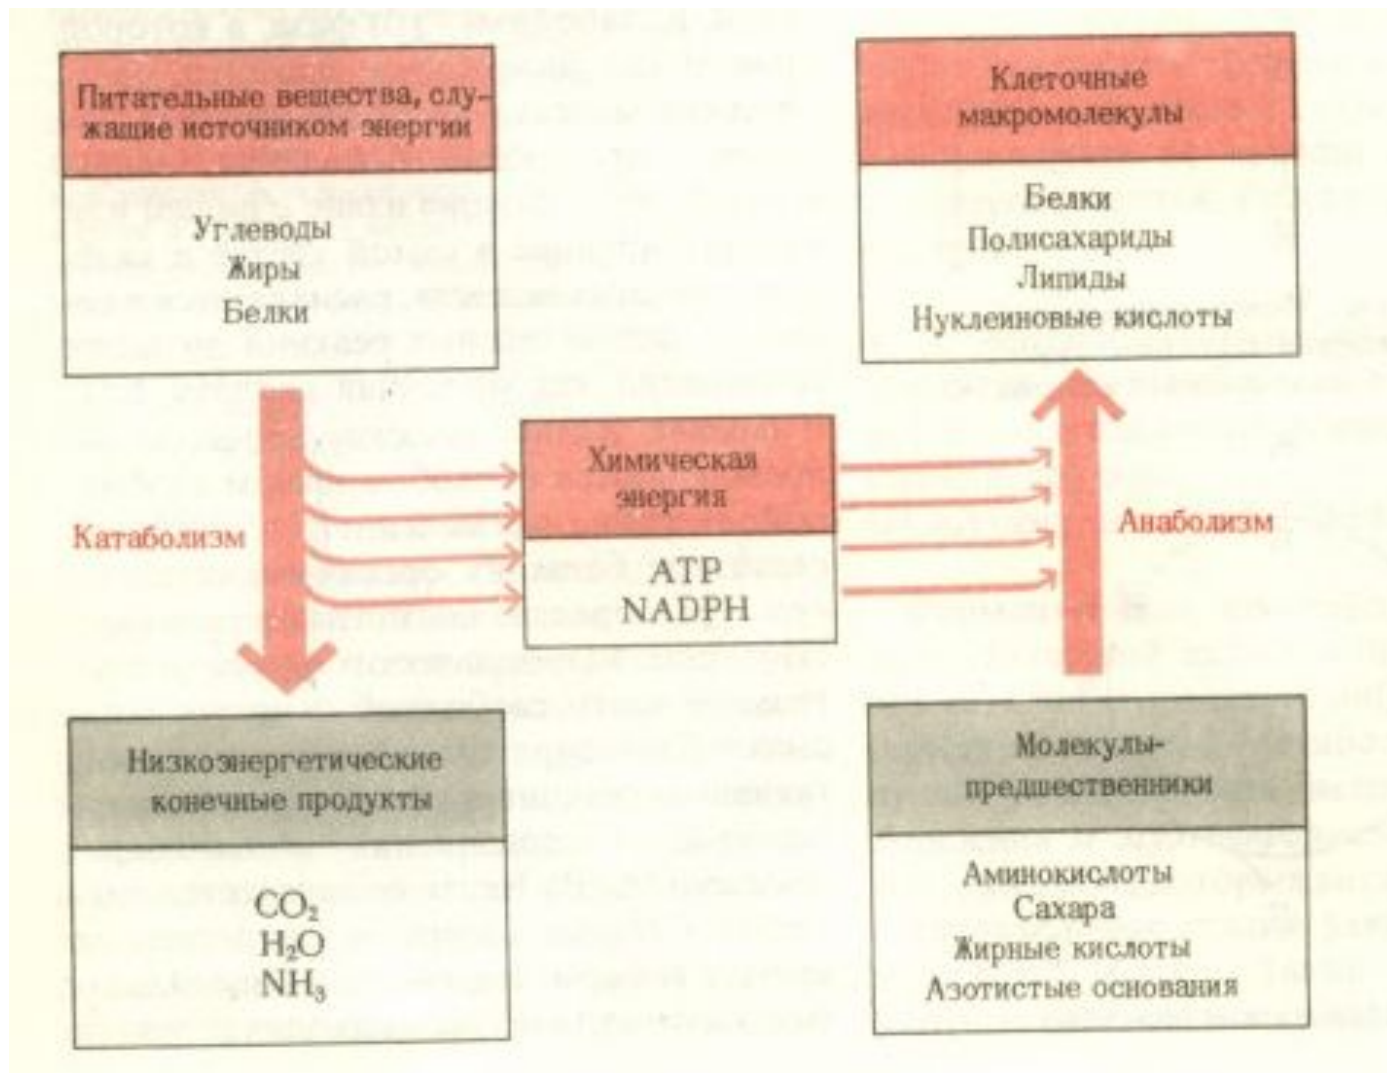 Питательные вещества, слу-
жащие источником энергии
Углеводы
Жиры
Белки
Клеточные
макромолекулы
Белки
Полисахариды
Липиды
Нуклеиновые кислоты
Катаболизм
Химическая
энергия
ATP
NADPH
Анаболизм
Низкоэнергетические
конечные продукты
CO₂
H₂O
NH₃
Молекулы-
предшественники
Аминокислоты
Сахара
Жирные кислоты
Азотистые основания